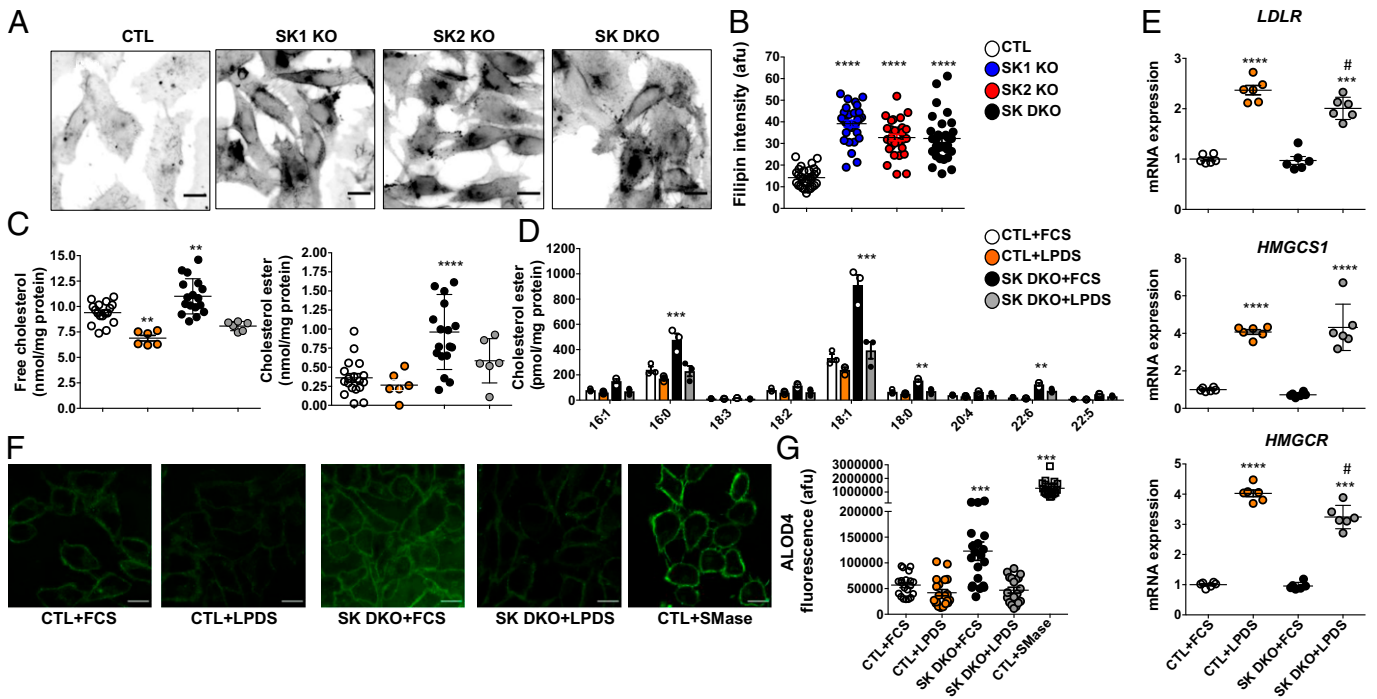 A
CTL
SK1 KO
SK2 KO
SK DKO
B
Filipin intensity (afu)
70
60
50
40
30
20
10
0
****
****
****
CTL
SK1 KO
SK2 KO
SK DKO
C
Free cholesterol
(nmol/mg protein)
15.0
12.5
10.0
7.5
5.0
2.5
0.0
**
**
Cholesterol ester
(nmol/mg protein)
2.00
1.75
1.50
1.25
1.00
0.75
0.50
0.25
0.00
****
D
Cholesterol ester
(pmol/mg protein)
1200
1000
800
600
400
200
0
***
***
**
**
16:1
16:0
18:3
18:2
18:1
18:0
20:4
22:6
22:5
CTL+FCS
CTL+LPDS
SK DKO+FCS
SK DKO+LPDS
E
LDLR
mRNA expression
3
2
1
0
****
#
***
HMGCS1
mRNA expression
8
6
4
2
0
****
****
HMGCR
mRNA expression
5
4
3
2
1
0
****
#
***
CTL+FCS
CTL+LPDS
SK DKO+FCS
SK DKO+LPDS
F
CTL+FCS
CTL+LPDS
SK DKO+FCS
SK DKO+LPDS
CTL+SMase
G
ALOD4
fluorescence (afu)
3000000
2000000
1000000
200000
150000
100000
50000
0
***
***
CTL+FCS
CTL+LPDS
SK DKO+FCS
SK DKO+LPDS
CTL+SMase